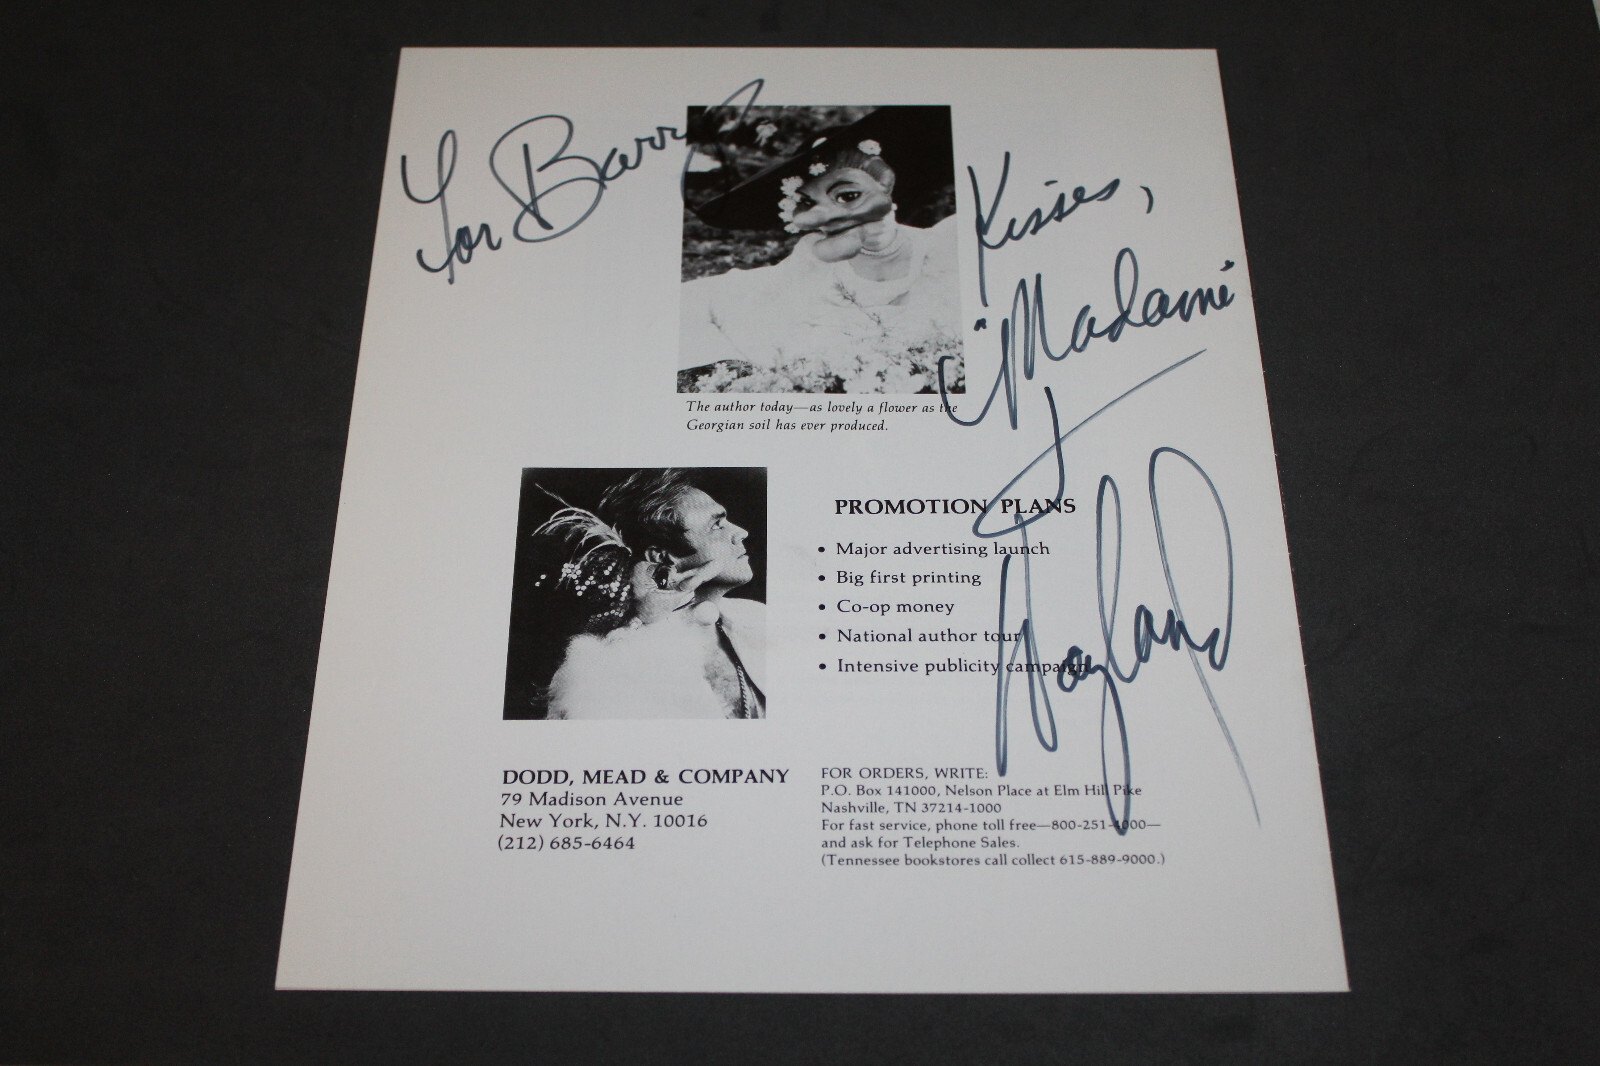 For Barry
Kisses,
"Madame"
+
Wayland
The author today—as lovely a flower as the
Georgian soil has ever produced.
PROMOTION PLANS
• Major advertising launch
• Big first printing
• Co-op money
• National author tour
• Intensive publicity campaign
DODD, MEAD & COMPANY
79 Madison Avenue
New York, N.Y. 10016
(212) 685-6464
FOR ORDERS, WRITE:
P.O. Box 141000, Nelson Place at Elm Hill Pike
Nashville, TN 37214-1000
For fast service, phone toll free—800-251-4000—
and ask for Telephone Sales.
(Tennessee bookstores call collect 615-889-9000.)